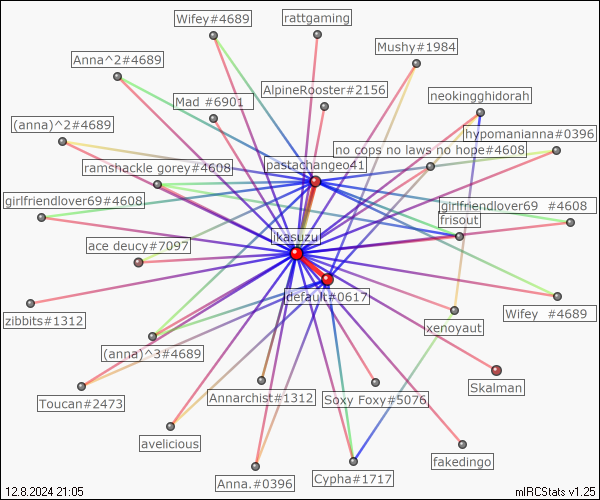 Wifey#4689
rattgaming
Mushy#1984
Anna^2#4689
AlpineRooster#2156
neokingghidorah
Mad #6901
(anna)^2#4689
hypomanianna#0396
no cops no laws no hope#4608
pastachangeo41
ramshackle gorey#4608
girlfriendlover69#4608
girlfriendlover69 #4608
frisout
ikasuzu
ace deucy#7097
default#0617
zibbits#1312
Wifey #4689
xenoyaut
(anna)^3#4689
Skalman
Toucan#2473
Annarchist#1312
Soxy Foxy#5076
avelicious
fakedingo
Anna.#0396
Cypha#1717
12.8.2024 21:05
mIRCStats v1.25